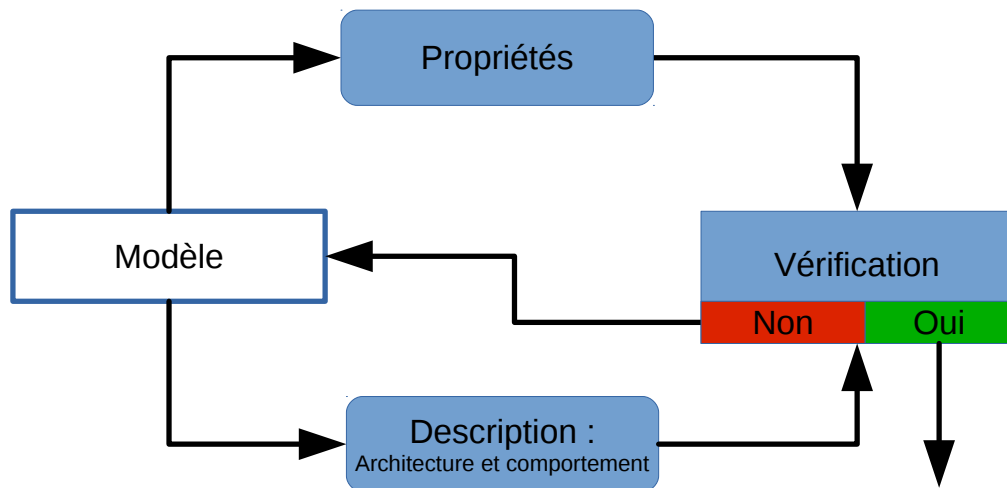 Propriétés
Modèle
Vérification
Non
Oui
Description :
Architecture et comportement